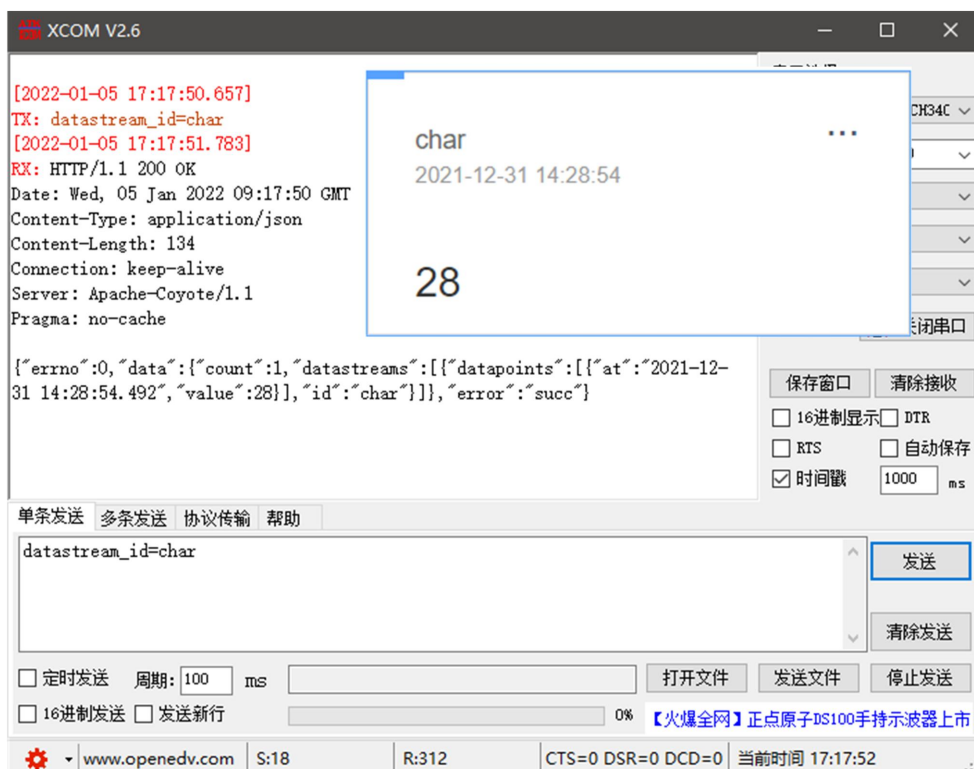 XCOM V2.6
[2022-01-05 17:17:50.657]
TX: datastream_id=char
[2022-01-05 17:17:51.783]
RX: HTTP/1.1 200 OK
Date: Wed, 05 Jan 2022 09:17:50 GMT
Content-Type: application/json
Content-Length: 134
Connection: keep-alive
Server: Apache-Coyote/1.1
Pragma: no-cache
{"errno":0,"data":{"count":1,"datastreams":[{"datapoints":[{"at":"2021-12-
31 14:28:54.492","value":28}],"id":"char"}]},"error":"succ"}
char
...
2021-12-31 14:28:54
28
闭串口
保存窗口 清除接收
16进制显示 DTR
RTS 自动保存
时间戳 1000 ms
单条发送 多条发送 协议传输 帮助
datastream_id=char
发送
清除发送
定时发送 周期: 100 ms 打开文件 发送文件 停止发送
16进制发送 发送新行 0% 【火爆全网】正点原子DS100手持示波器上市
www.openedv.com S:18 R:312 CTS=0 DSR=0 DCD=0 当前时间 17:17:52